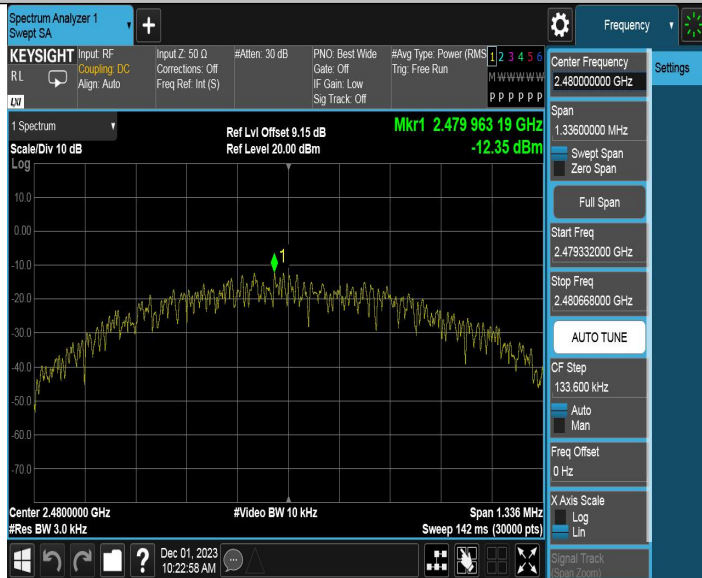 Spectrum Analyzer 1
Swept SA
+
Frequency
KEYSIGHT
RL
LXI
Input: RF
Coupling: DC
Align: Auto
Input Z: 50 Ω
Corrections: Off
Freq Ref: Int (S)
#Atten: 30 dB
PNO: Best Wide
Gate: Off
IF Gain: Low
Sig Track: Off
#Avg Type: Power (RMS
Trig: Free Run
1 2 3 4 5 6
M W W W W W
P P P P P P
1 Spectrum
Scale/Div 10 dB
Log
Ref Lvl Offset 9.15 dB
Ref Level 20.00 dBm
Mkr1 2.479 963 19 GHz
-12.35 dBm
10.0
0.00
-10.0
-20.0
-30.0
-40.0
-50.0
-60.0
-70.0
1
Center 2.4800000 GHz
#Res BW 3.0 kHz
#Video BW 10 kHz
Span 1.336 MHz
Sweep 142 ms (30000 pts)
?
Dec 01, 2023
10:22:58 AM
Center Frequency
2.480000000 GHz
Span
1.33600000 MHz
Swept Span
Zero Span
Full Span
Start Freq
2.479332000 GHz
Stop Freq
2.480668000 GHz
AUTO TUNE
CF Step
133.600 kHz
Auto
Man
Freq Offset
0 Hz
X Axis Scale
Log
Lin
Signal Track
(Span Zoom)
Settings